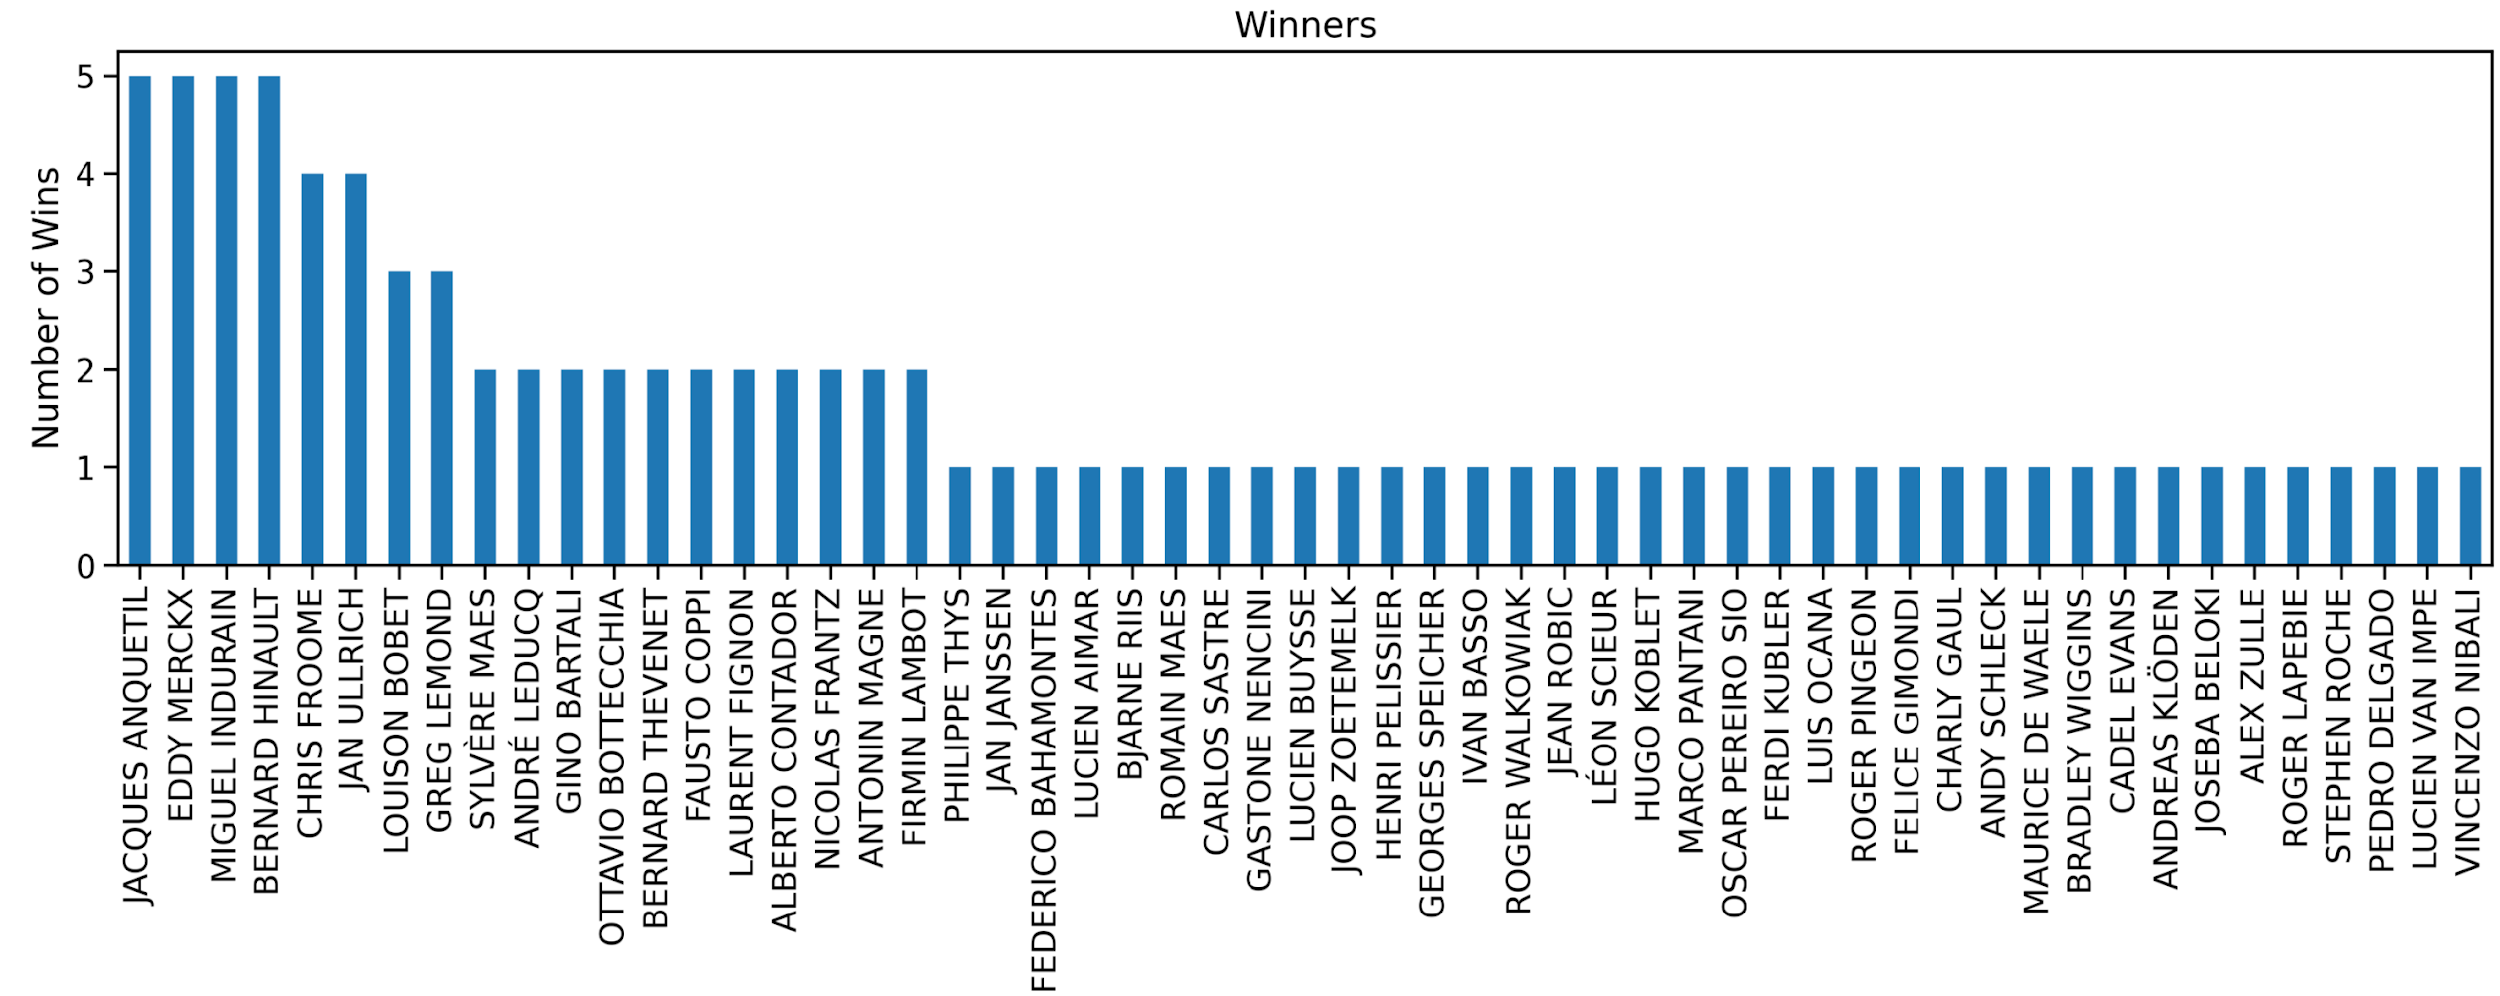 Winners
Number of Wins
5
4
3
2
1
0
JACQUES ANQUETIL
EDDY MERCKX
MIGUEL INDURAIN
BERNARD HINAULT
CHRIS FROOME
JAN ULLRICH
LOUISON BOBET
GREG LEMOND
SYLVÈRE MAES
ANDRÉ LEDUCQ
GINO BARTALI
OTTAVIO BOTTECCHIA
BERNARD THEVENET
FAUSTO COPPI
LAURENT FIGNON
ALBERTO CONTADOR
NICOLAS FRANTZ
ANTONIN MAGNE
FIRMIN LAMBOT
PHILIPPE THYS
JAN JANSSEN
FEDERICO BAHAMONTES
LUCIEN AIMAR
BJARNE RIIS
ROMAIN MAES
CARLOS SASTRE
GASTONE NENCINI
LUCIEN BUYSSE
JOOP ZOETEMELK
HENRI PELISSIER
GEORGES SPEICHER
IVAN BASSO
ROGER WALKOWIAK
JEAN ROBIC
LÉON SCIEUR
HUGO KOBLET
MARCO PANTANI
OSCAR PEREIRO SIO
FERDI KUBLER
LUIS OCANA
ROGER PINGEON
FELICE GIMONDI
CHARLY GAUL
ANDY SCHLECK
MAURICE DE WAELE
BRADLEY WIGGINS
CADEL EVANS
ANDREAS KLÖDEN
JOSEBA BELOKI
ALEX ZULLE
ROGER LAPEBIE
STEPHEN ROCHE
PEDRO DELGADO
LUCIEN VAN IMPE
VINCENZO NIBALI